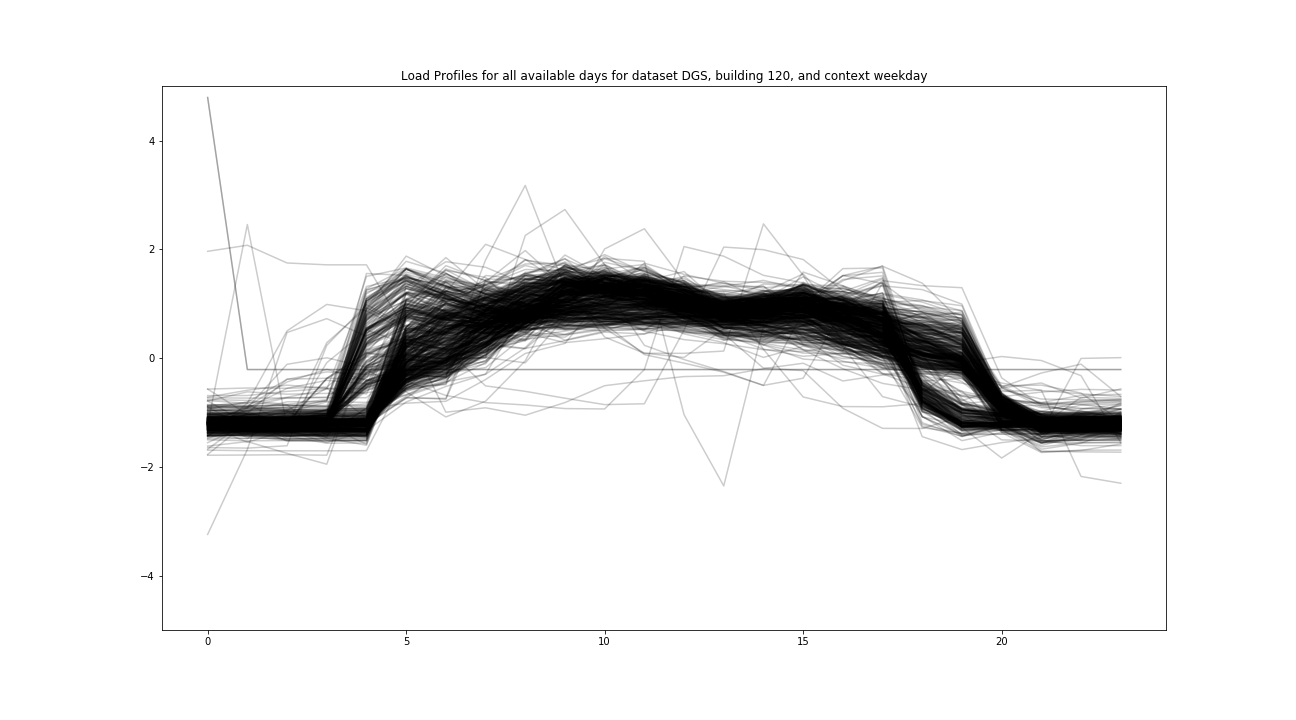 Load Profiles for all available days for dataset DGS, building 120, and context weekday
4
2
0
−2
−4
0 5 10 15 20